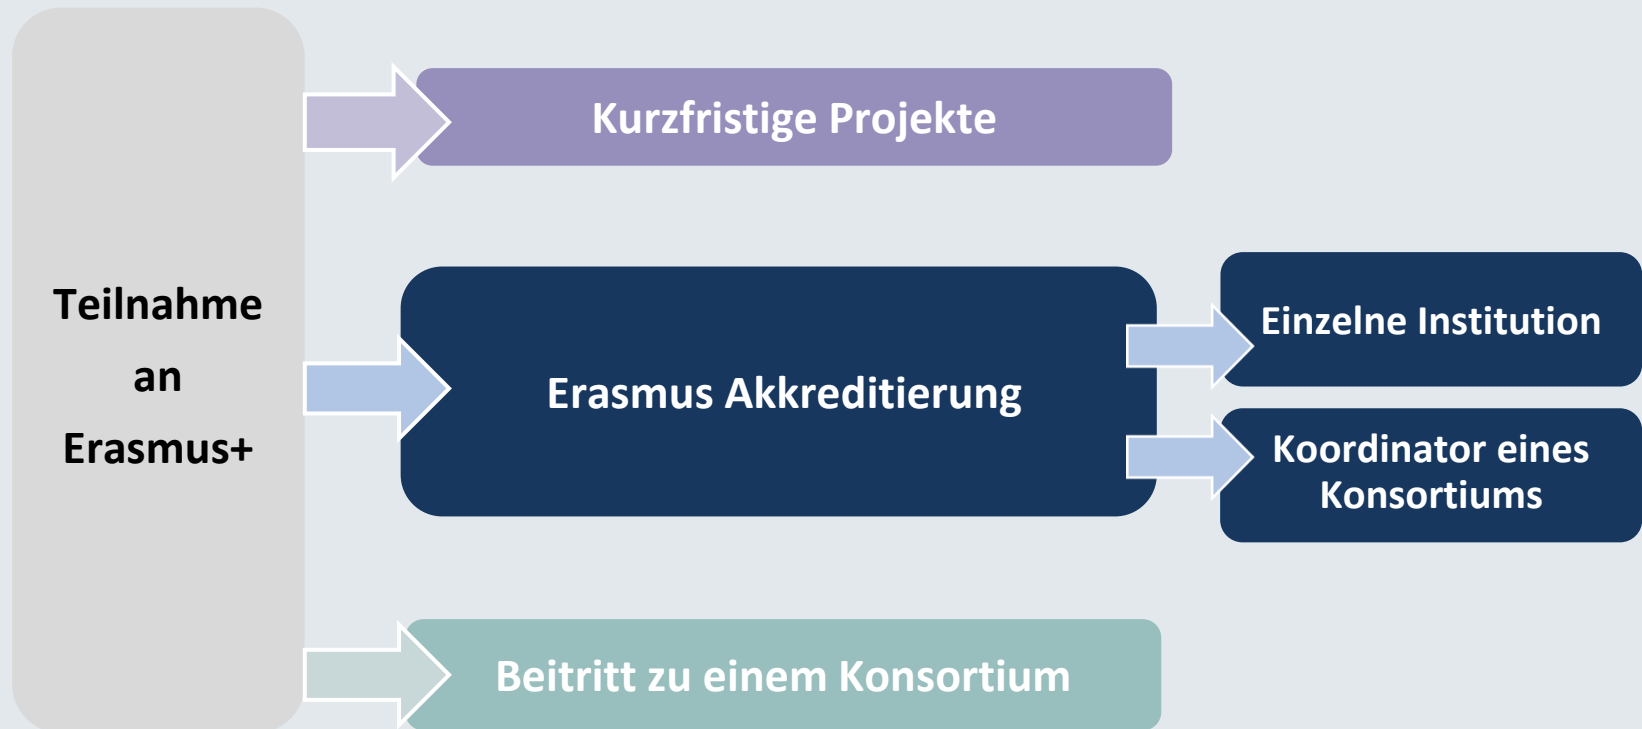 Kurzfristige Projekte
Teilnahme
an
Erasmus+
Erasmus Akkreditierung
Einzelne Institution
Koordinator eines
Konsortiums
Beitritt zu einem Konsortium